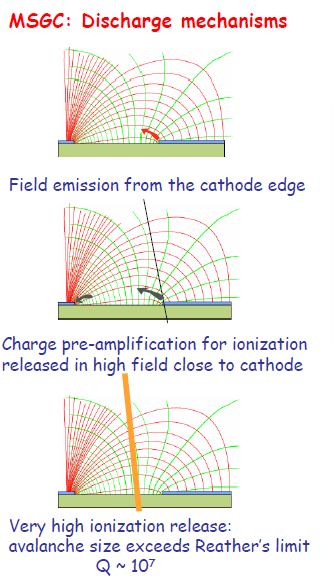 MSGC: Discharge mechanisms
Field emission from the cathode edge
Charge pre-amplification for ionization
released in high field close to cathode
Very high ionization release:
avalanche size exceeds Reather's limit
Q ~ 10⁷